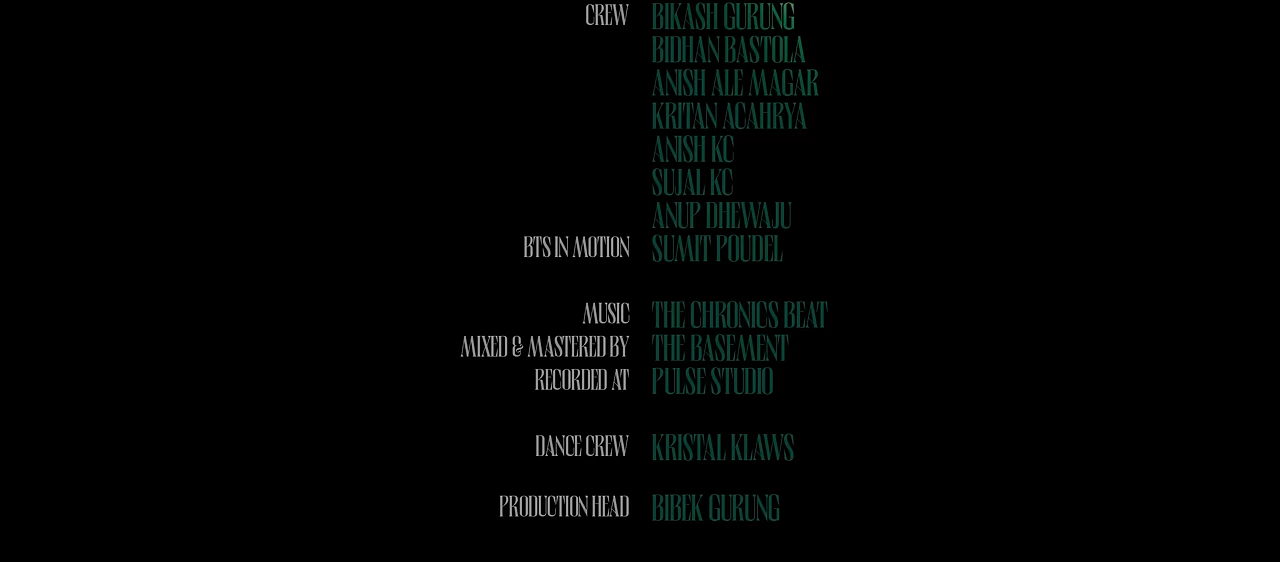 CREW BIKASH GURUNG
BIDHAN BASTOLA
ANISH ALE MAGAR
KRITAN ACAHRYA
ANISH KC
SUJAL KC
ANUP DHEWAJU
BTS IN MOTION SUMIT POUDEL
MUSIC THE CHRONICS BEAT
MIXED & MASTERED BY THE BASEMENT
RECORDED AT PULSE STUDIO
DANCE CREW KRISTAL KLAWS
PRODUCTION HEAD BIBEK GURUNG